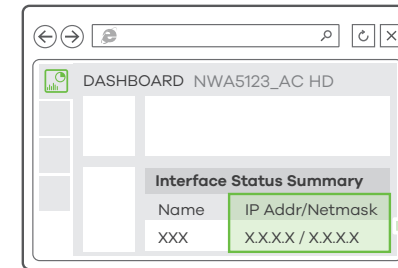 DASHBOARD NWA5123_AC HD
Interface Status Summary
Name IP Addr/Netmask
XXX X.X.X.X / X.X.X.X